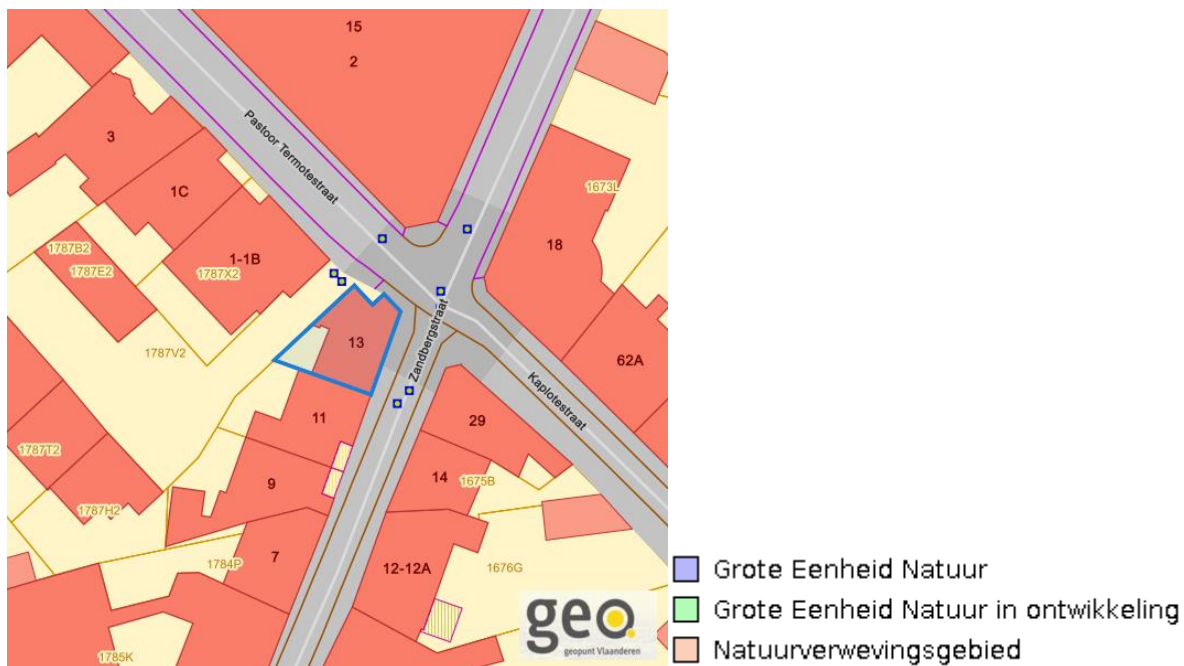 15
2
Pastoor Termotestraat
3
1673L
1C
1787B2
1787E2
1-1B
1787X2
18
13
Zandbergstraat
1787V2
62A
Kaplotestraat
11
29
1787T2
9
14
1675B
1787H2
7
1784P
12-12A
1676G
1785K
geo.
geopunt Vlaanderen
Grote Eenheid Natuur
Grote Eenheid Natuur in ontwikkeling
Natuurverwevingsgebied